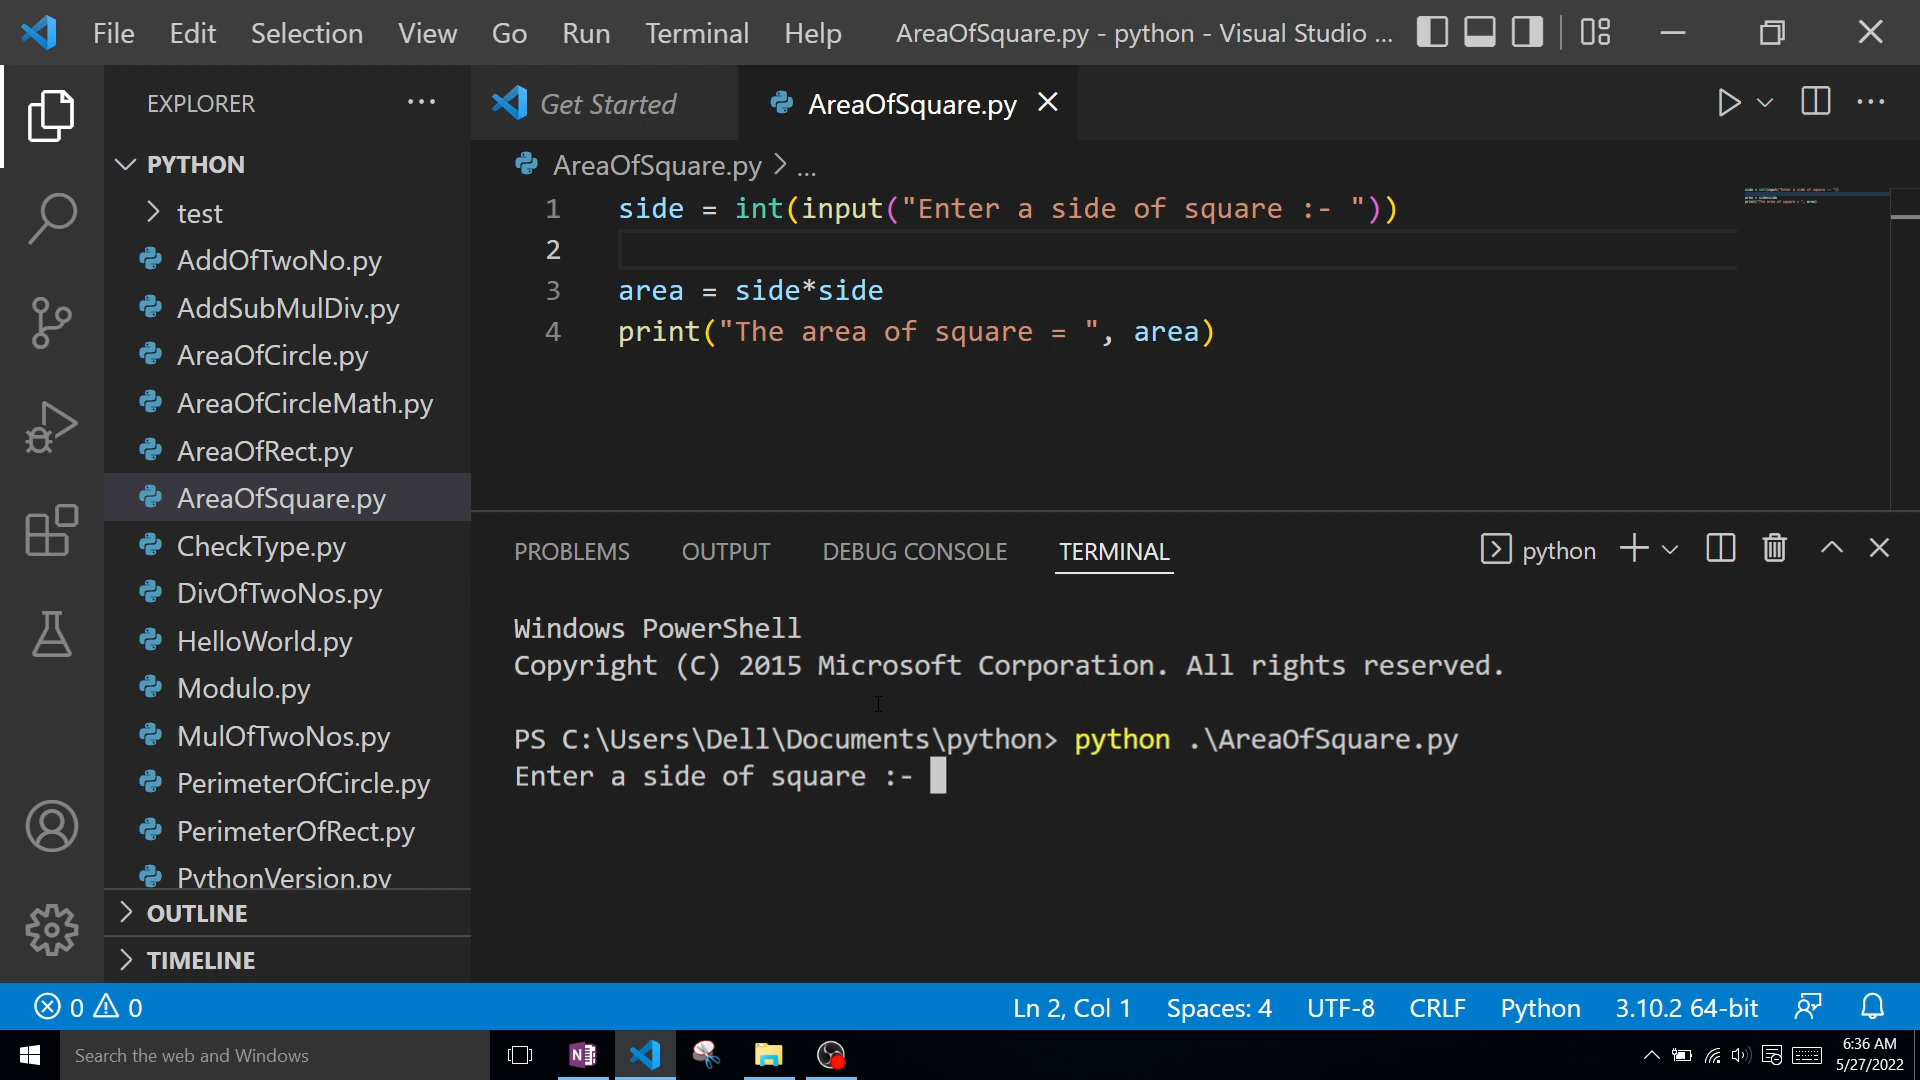 File Edit Selection View Go Run Terminal Help AreaOfSquare.py - python - Visual Studio ...
EXPLORER
PYTHON
test
AddOfTwoNo.py
AddSubMulDiv.py
AreaOfCircle.py
AreaOfCircleMath.py
AreaOfRect.py
AreaOfSquare.py
CheckType.py
DivOfTwoNos.py
HelloWorld.py
Modulo.py
MulOfTwoNos.py
PerimeterOfCircle.py
PerimeterOfRect.py
PythonVersion.py
OUTLINE
TIMELINE
Get Started AreaOfSquare.py
AreaOfSquare.py > ...
1 side = int(input("Enter a side of square :- "))
2
3 area = side*side
4 print("The area of square = ", area)
PROBLEMS OUTPUT DEBUG CONSOLE TERMINAL python
Windows PowerShell
Copyright (C) 2015 Microsoft Corporation. All rights reserved.
PS C:\Users\Dell\Documents\python> python .\AreaOfSquare.py
Enter a side of square :-
0 0 Ln 2, Col 1 Spaces: 4 UTF-8 CRLF Python 3.10.2 64-bit
Search the web and Windows
N
6:36 AM
5/27/2022